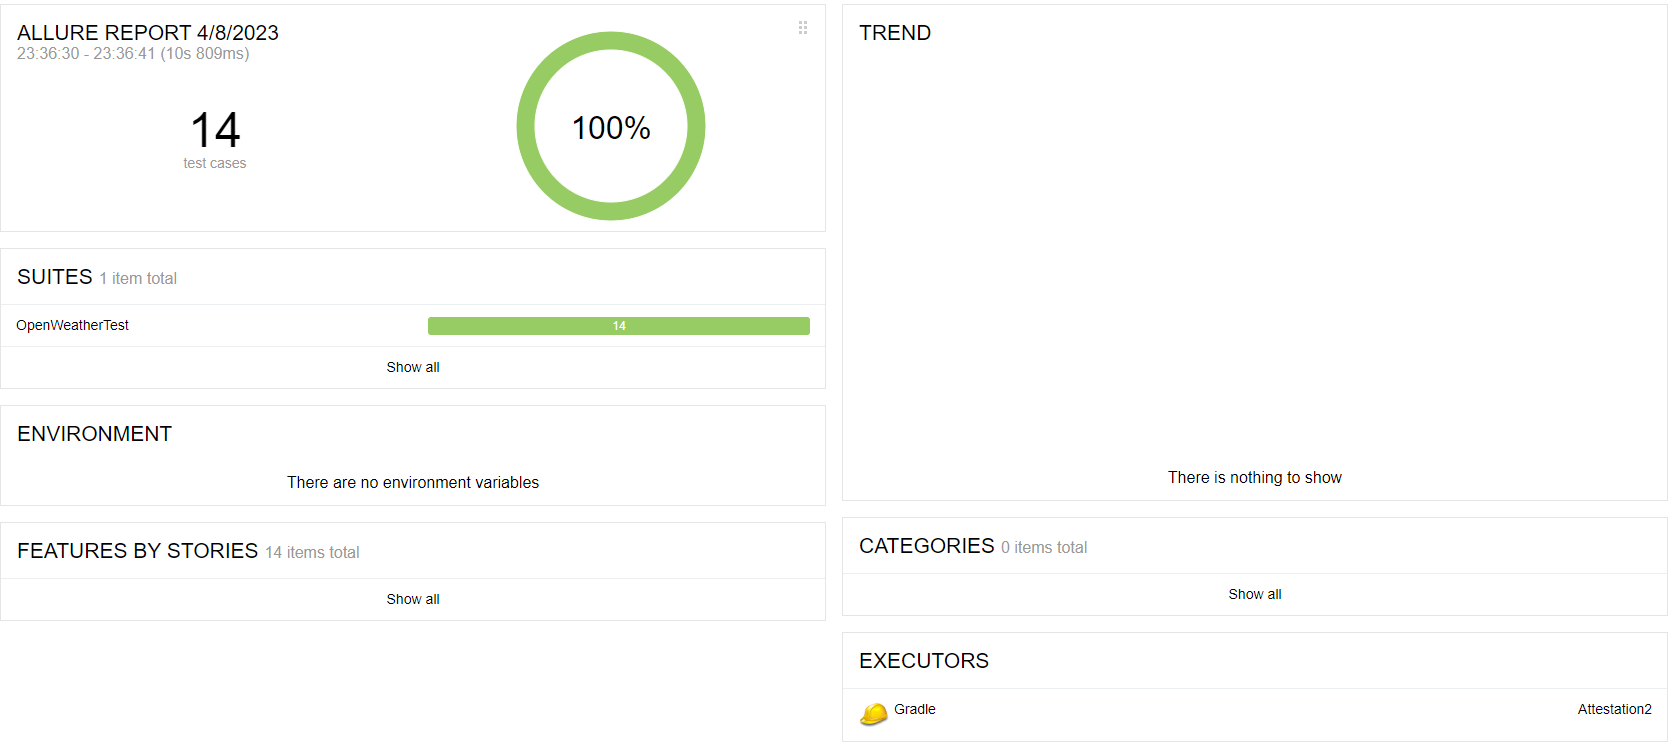 ALLURE REPORT 4/8/2023
23:36:30 - 23:36:41 (10s 809ms)
14
test cases
100%
SUITES 1 item total
OpenWeatherTest 14
Show all
ENVIRONMENT
There are no environment variables
FEATURES BY STORIES 14 items total
Show all
TREND
There is nothing to show
CATEGORIES 0 items total
Show all
EXECUTORS
Gradle Attestation2